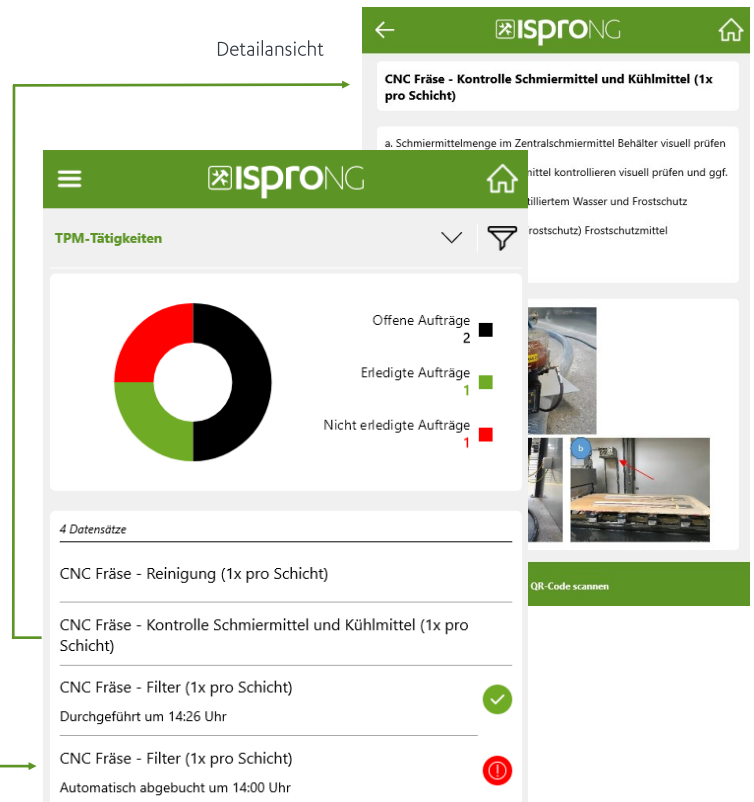 Detailansicht
isproNG
CNC Fräse - Kontrolle Schmiermittel und Kühlmittel (1x
pro Schicht)
a. Schmiermittelmenge im Zentralschmiermittel Behälter visuell prüfen
mittel kontrollieren visuell prüfen und ggf.
tilliertem Wasser und Frostschutz
rostschutz) Frostschutzmittel
b
QR-Code scannen
isproNG
TPM-Tätigkeiten
Offene Aufträge
2
Erledigte Aufträge
1
Nicht erledigte Aufträge
1
4 Datensätze
CNC Fräse - Reinigung (1x pro Schicht)
CNC Fräse - Kontrolle Schmiermittel und Kühlmittel (1x pro
Schicht)
CNC Fräse - Filter (1x pro Schicht)
Durchgeführt um 14:26 Uhr
CNC Fräse - Filter (1x pro Schicht)
Automatisch abgebucht um 14:00 Uhr